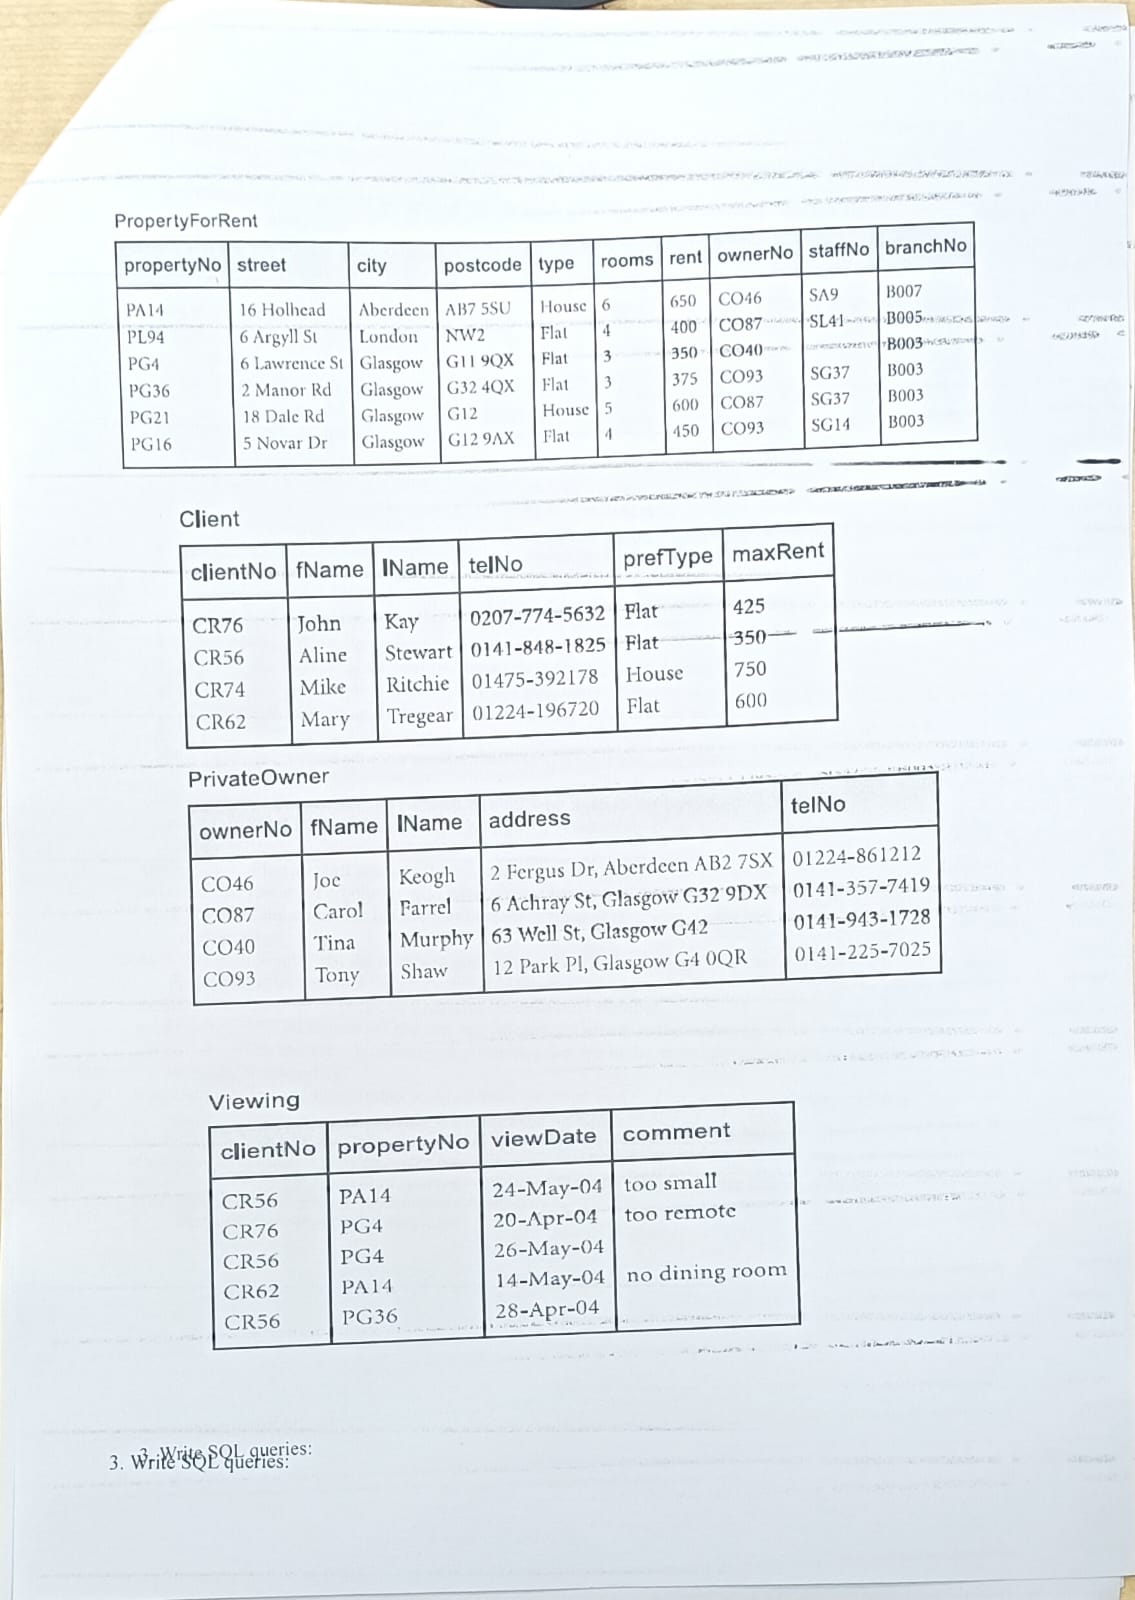 PropertyForRent
propertyNo street city postcode type rooms rent ownerNo staffNo branchNo
PA14 16 Holhead Aberdeen AB7 5SU House 6 650 CO46 SA9 B007
PL94 6 Argyll St London NW2 Flat 4 400 CO87 SL41 B005
PG4 6 Lawrence St Glasgow G11 9QX Flat 3 350 CO40 B003
PG36 2 Manor Rd Glasgow G32 4QX Flat 3 375 CO93 SG37 B003
PG21 18 Dale Rd Glasgow G12 House 5 600 CO87 SG37 B003
PG16 5 Novar Dr Glasgow G12 9AX Flat 4 450 CO93 SG14 B003
Client
clientNo fName lName telNo prefType maxRent
CR76 John Kay 0207-774-5632 Flat 425
CR56 Aline Stewart 0141-848-1825 Flat 350
CR74 Mike Ritchie 01475-392178 House 750
CR62 Mary Tregear 01224-196720 Flat 600
PrivateOwner
ownerNo fName lName address telNo
CO46 Joe Keogh 2 Fergus Dr, Aberdeen AB2 7SX 01224-861212
CO87 Carol Farrel 6 Achray St, Glasgow G32 9DX 0141-357-7419
CO40 Tina Murphy 63 Well St, Glasgow G42 0141-943-1728
CO93 Tony Shaw 12 Park Pl, Glasgow G4 0QR 0141-225-7025
Viewing
clientNo propertyNo viewDate comment
CR56 PA14 24-May-04 too small
CR76 PG4 20-Apr-04 too remote
CR56 PG4 26-May-04
CR62 PA14 14-May-04 no dining room
CR56 PG36 28-Apr-04
3. Write SQL queries:
3. Write SQL queries: